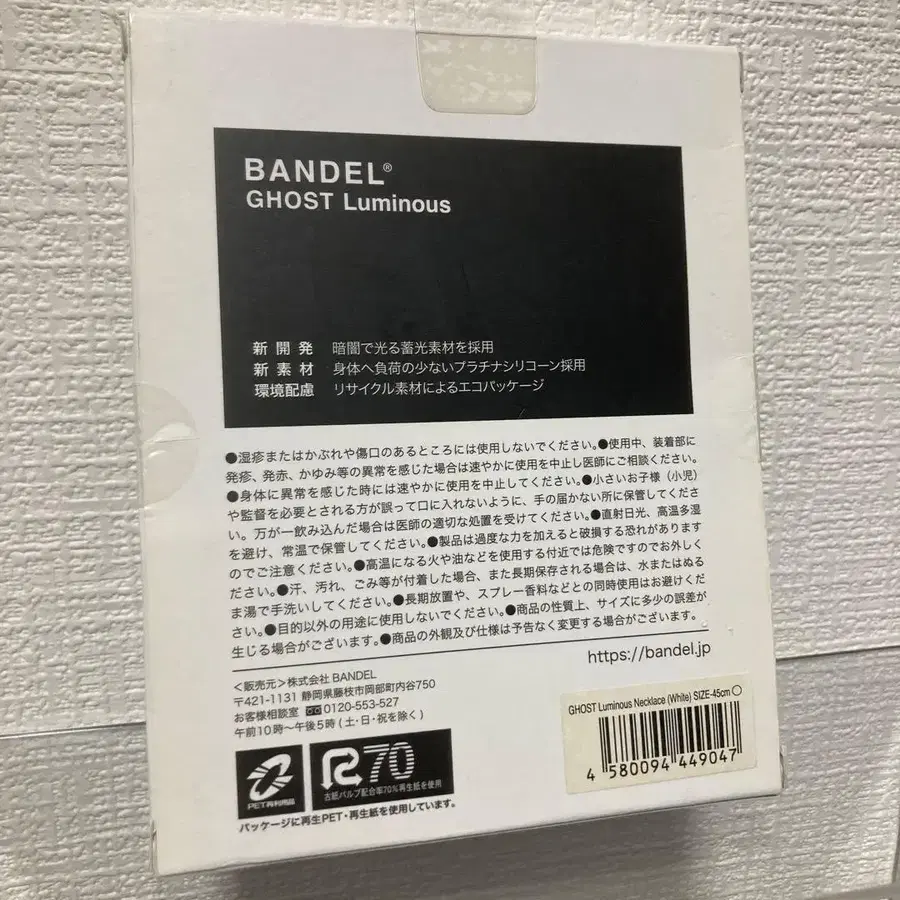 BANDEL®
GHOST Luminous
新開発 暗闇で光る蓄光素材を採用
新素材 身体へ負荷の少ないプラチナシリコーン採用
環境配慮 リサイクル素材によるエコパッケージ
●湿疹またはかぶれや傷口のあるところには使用しないでください。●使用中、装着部に
発疹、発赤、かゆみ等の異常を感じた場合は速やかに使用を中止し医師にご相談ください。
●身体に異常を感じた時には速やかに使用を中止してください。●小さいお子様（小児）
や監督を必要とされる方が誤って口に入れないように、手の届かない所に保管してくださ
い。万が一飲み込んだ場合は医師の適切な処置を受けてください。●直射日光、高温多湿
を避け、常温で保管してください。●製品は過度な力を加えると破損する恐れがあります
のでご注意ください。●高温になる火や油などを使用する付近では危険ですのでお外しく
ださい。●汗、汚れ、ごみ等が付着した場合、また長期保存される場合は、水またはぬる
ま湯で手洗いしてください。●長期放置や、スプレー香料などとの同時使用はお避けくだ
さい。●目的以外の用途に使用しないでください。●商品の性質上、サイズに多少の誤差が
生じる場合がございます。●商品の外観及び仕様は予告なく変更する場合がございます。
https://bandel.jp
＜販売元＞株式会社 BANDEL
〒421-1131 静岡県藤枝市岡部町内谷750
お客様相談室 0120-553-527
午前10時〜午後5時 (土・日・祝を除く)
GHOST Luminous Necklace (White) SIZE-45cm ○
4 580094 449047
PET再利用品
R70
古紙パルプ配合率70%再生紙を使用
パッケージに再生PET・再生紙を使用しています。